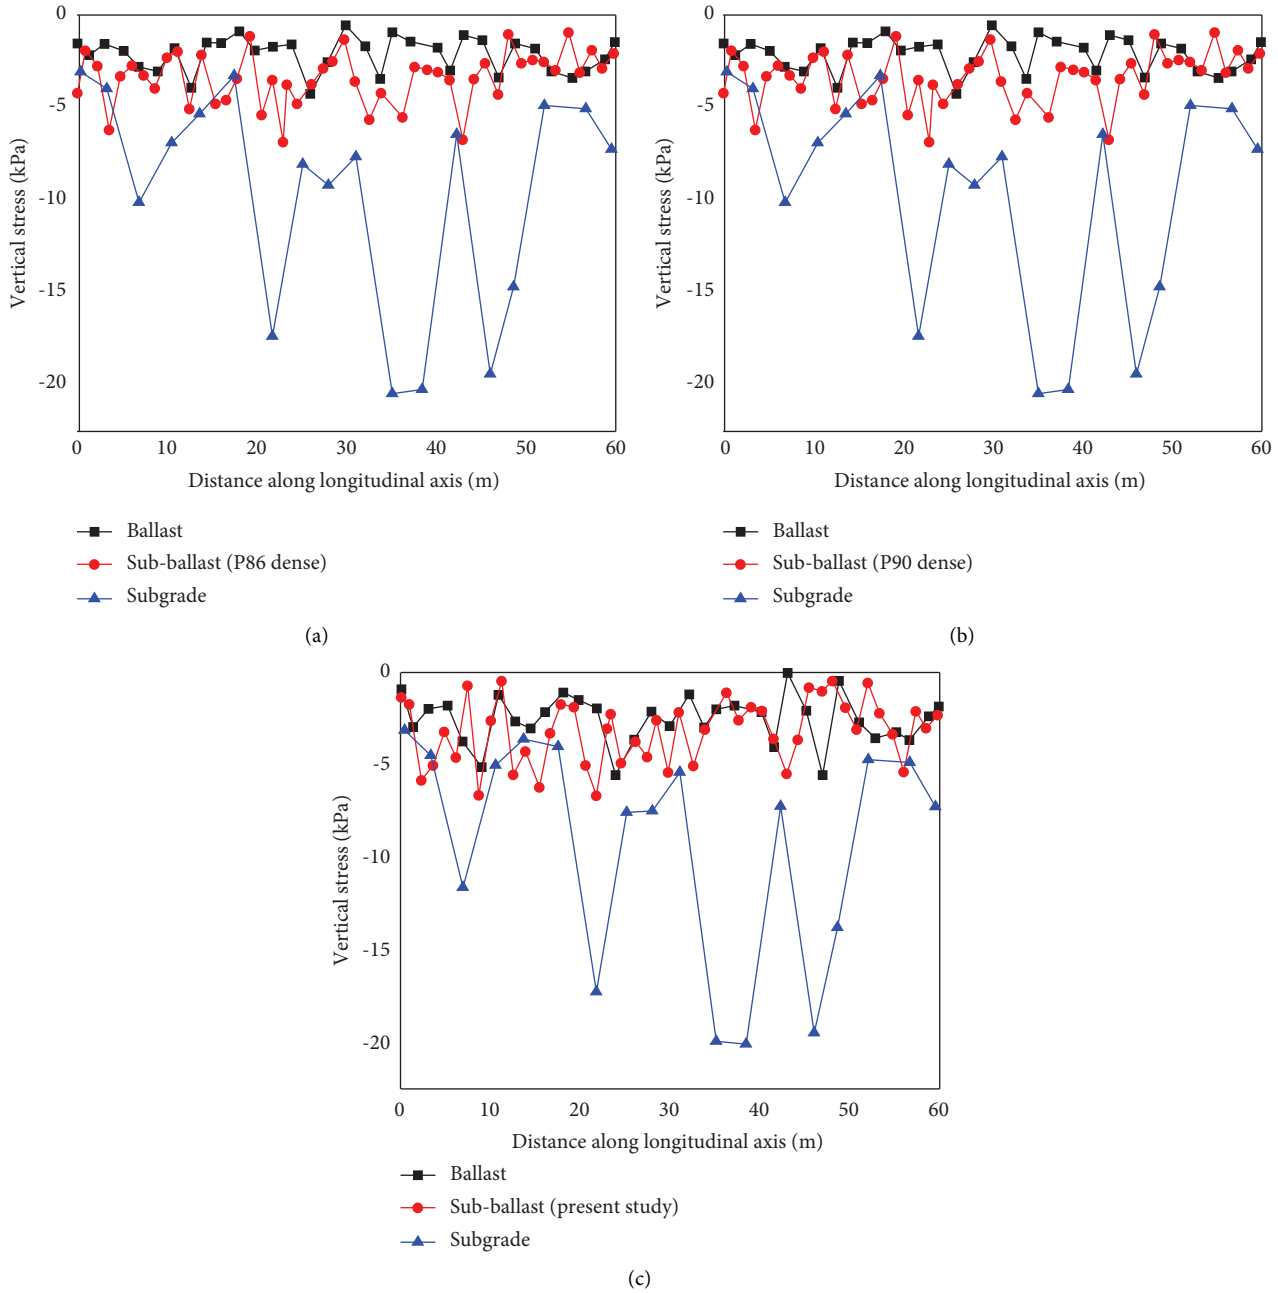 0
-5
-10
-15
-20
Vertical stress (kPa)
0 10 20 30 40 50 60
Distance along longitudinal axis (m)
Ballast
Sub-ballast (P86 dense)
Subgrade
(a)
0
-5
-10
-15
-20
Vertical stress (kPa)
0 10 20 30 40 50 60
Distance along longitudinal axis (m)
Ballast
Sub-ballast (P90 dense)
Subgrade
(b)
0
-5
-10
-15
-20
Vertical stress (kPa)
0 10 20 30 40 50 60
Distance along longitudinal axis (m)
Ballast
Sub-ballast (present study)
Subgrade
(c)